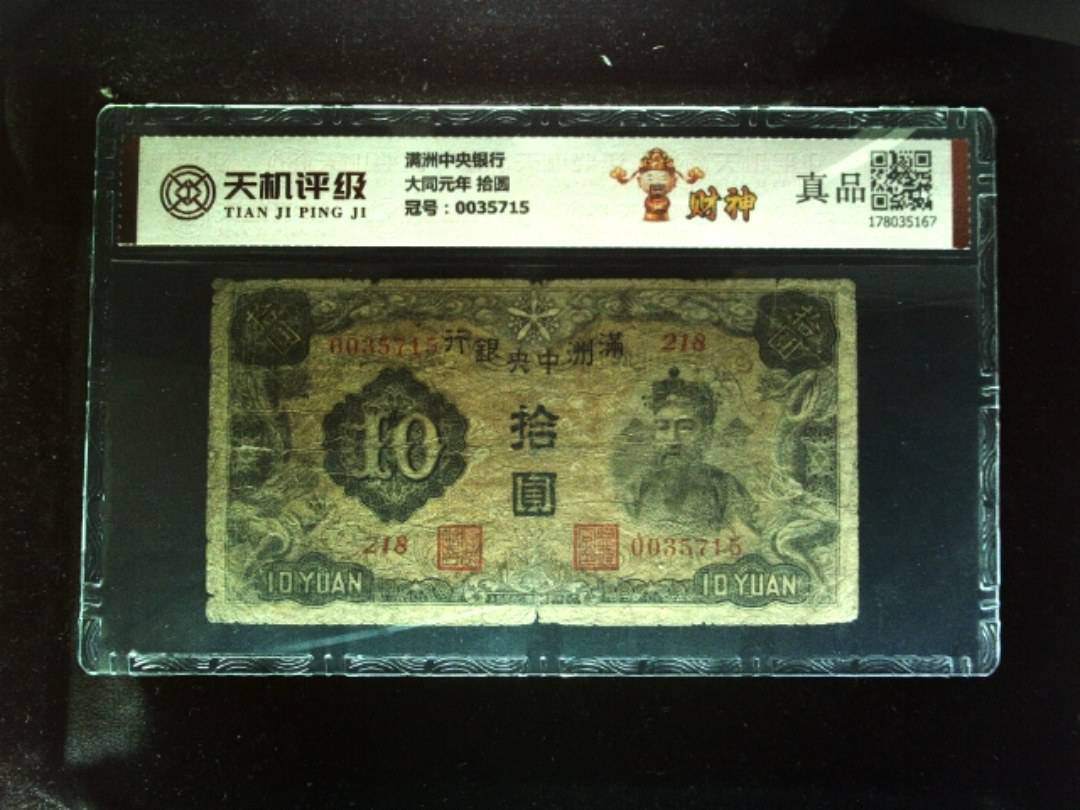 天机评级
TIAN JI PING JI
满洲中央银行
大同元年 拾圆
冠号：0035715
财神
真品
178035167
拾
拾
0035715
行銀央中洲滿
218
10
拾
圓
218
0035715
10 YUAN
10 YUAN